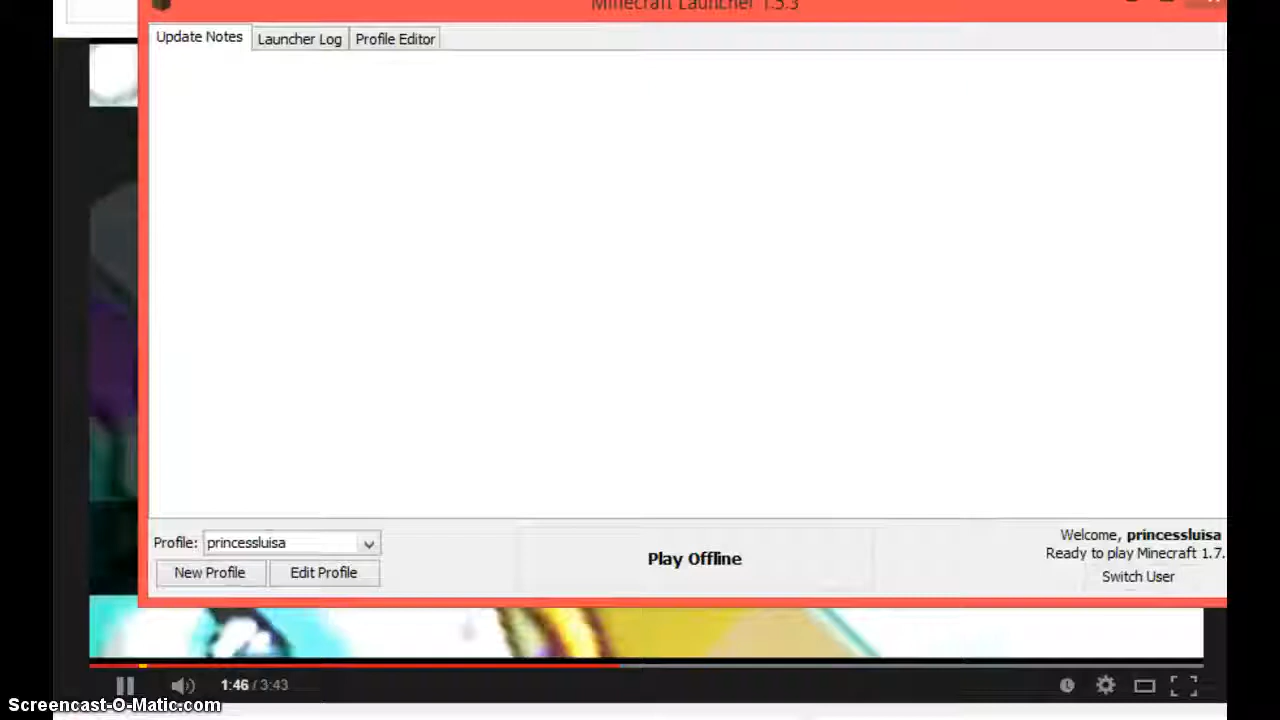 Minecraft Launcher 1.5.3
Update Notes
Launcher Log
Profile Editor
Profile: princessluisa
Welcome, princessluisa
Ready to play Minecraft 1.7.
New Profile
Edit Profile
Play Offline
Switch User
1:46 / 3:43
Screencast-O-Matic.com